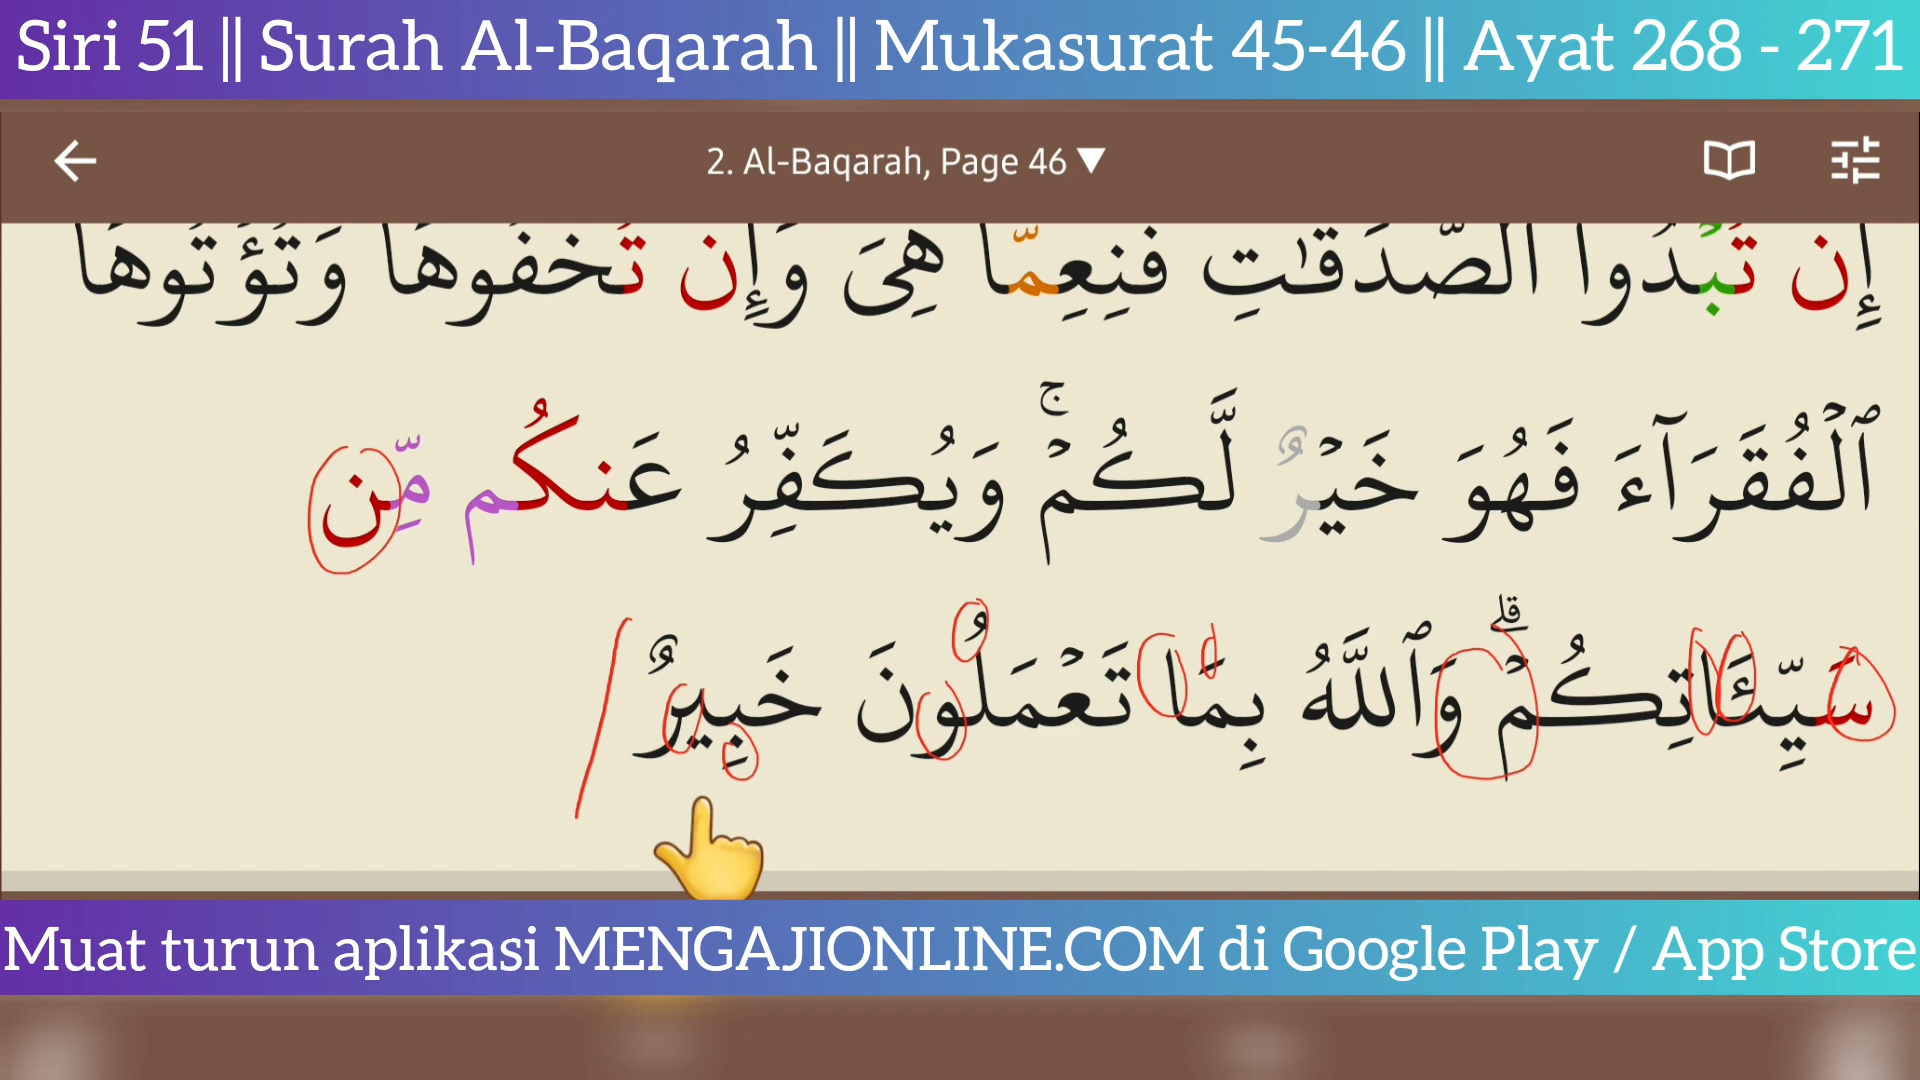 Siri 51 || Surah Al-Baqarah || Mukasurat 45-46 || Ayat 268 - 271
2. Al-Baqarah, Page 46 ▼
إِن تُبْدُوا۟ ٱلصَّدَقَـٰتِ فَنِعِمَّا هِىَ وَإِن تُخْفُوهَا وَتُؤْتُوهَا
ٱلْفُقَرَآءَ فَهُوَ خَيْرٌ لَّكُمْ ۚ وَيُكَفِّرُ عَنكُم مِّن
سَيِّـَٔاتِكُمْ ۗ وَٱللَّهُ بِمَا تَعْمَلُونَ خَبِيرٌ
Muat turun aplikasi MENGAJIONLINE.COM di Google Play / App Store